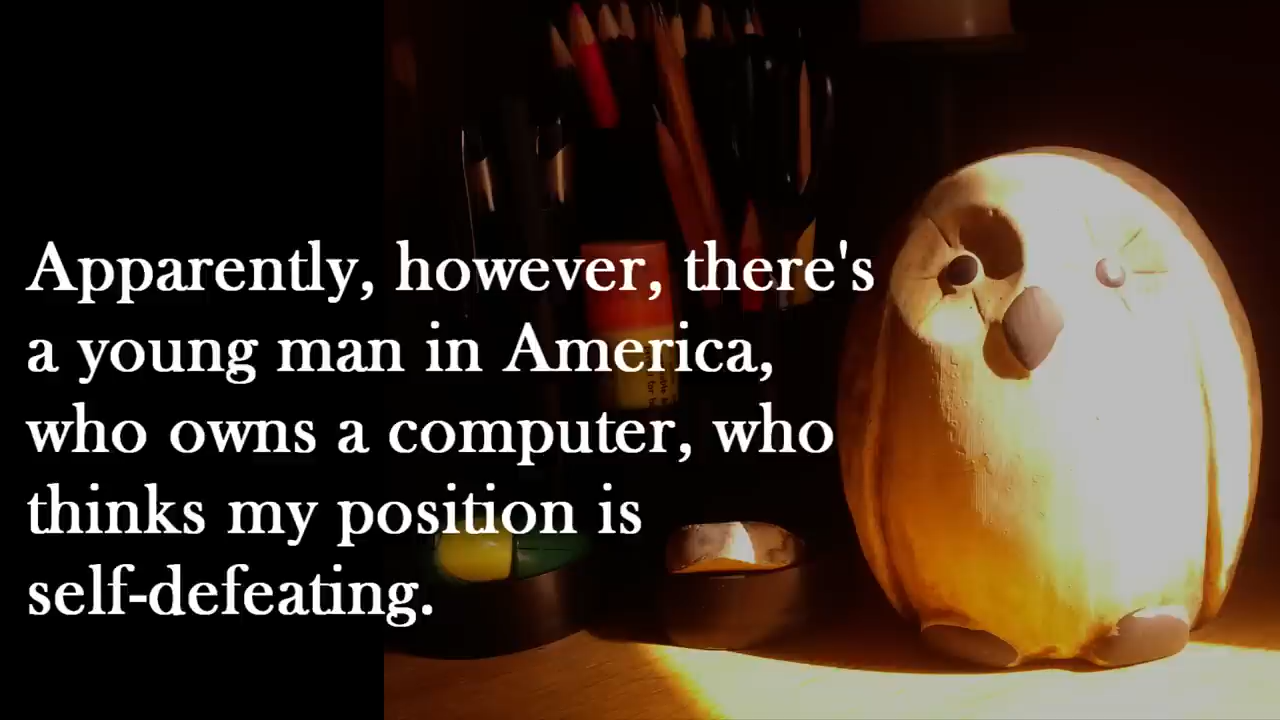 Apparently, however, there's
a young man in America,
who owns a computer, who
thinks my position is
self-defeating.